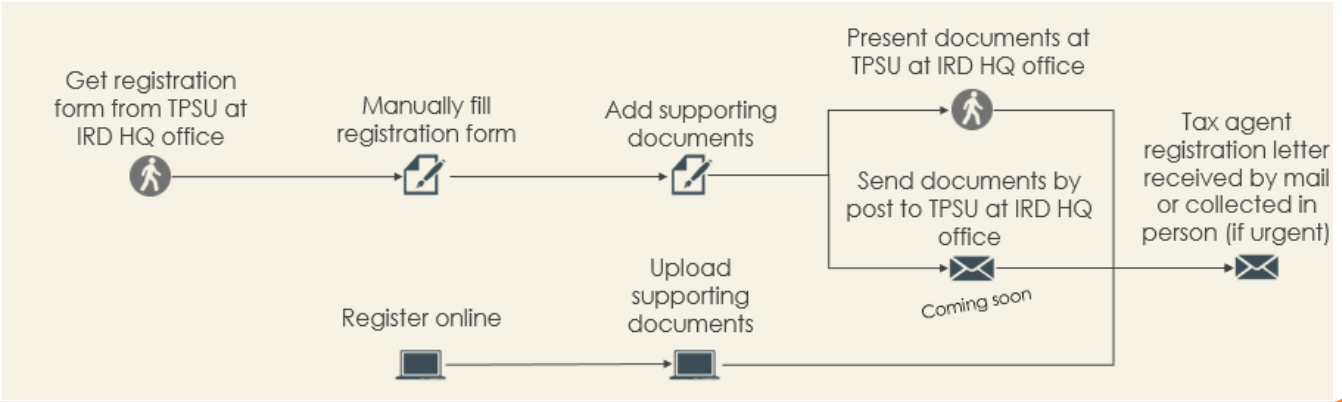 Get registration
form from TPSU at
IRD HQ office
Manually fill
registration form
Add supporting
documents
Present documents at
TPSU at IRD HQ office
Send documents by
post to TPSU at IRD HQ
office
Coming soon
Tax agent
registration letter
received by mail
or collected in
person (if urgent)
Register online
Upload
supporting
documents